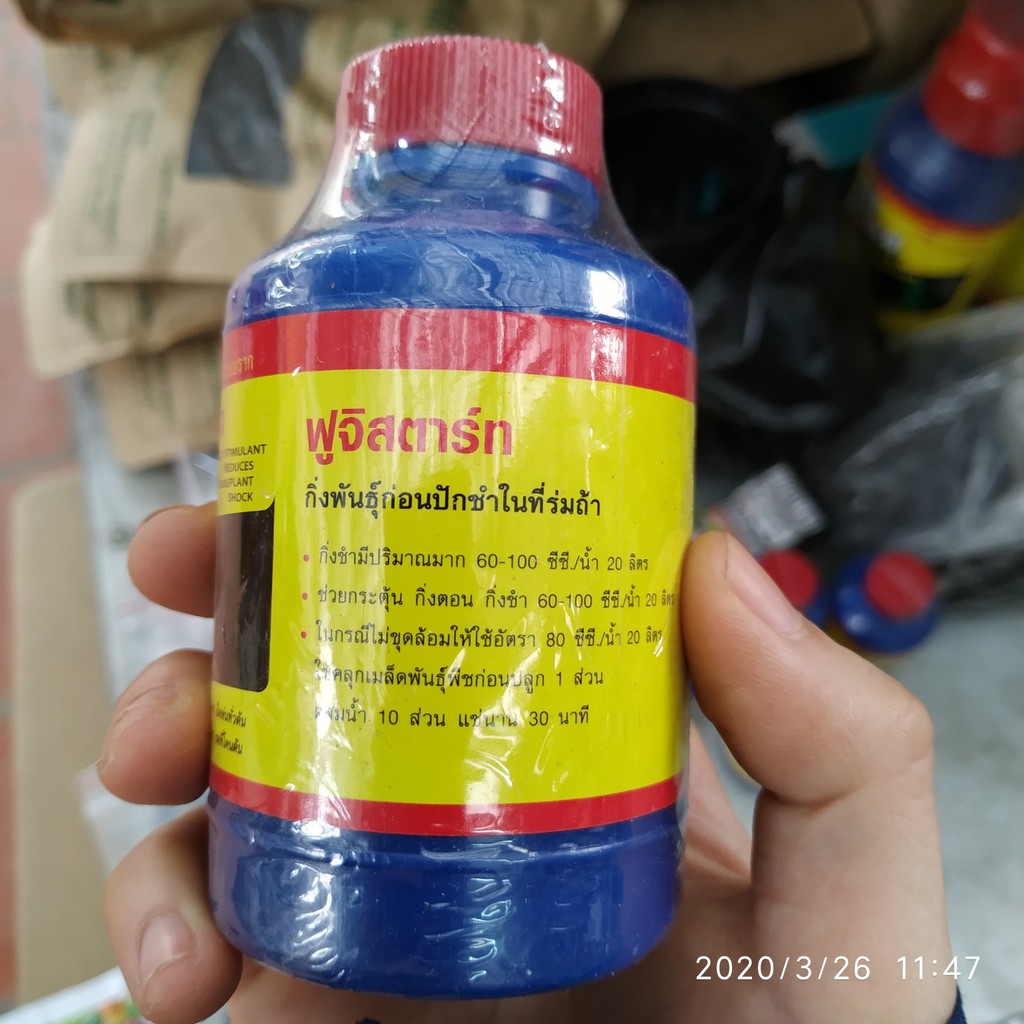 STIMULANT
REDUCES
SHOCK
ฟูจิสตาร์ท
กิ่งพันธุ์ก่อนปักชำในที่ร่มถ้า
• กิ่งชำมีปริมาณมาก 60-100 ซีซี./น้ำ 20 ลิตร
• ช่วยกระตุ้น กิ่งตอน กิ่งชำ 60-100 ซีซี./น้ำ 20 ลิตร
• ในกรณีไม่ขุดล้อมให้ใช้อัตรา 80 ซีซี./น้ำ 20 ลิตร
ใช้คลุกเมล็ดพันธุ์พืชก่อนปลูก 1 ส่วน
ผสมน้ำ 10 ส่วน แช่นาน 30 นาที
2020/3/26 11:47